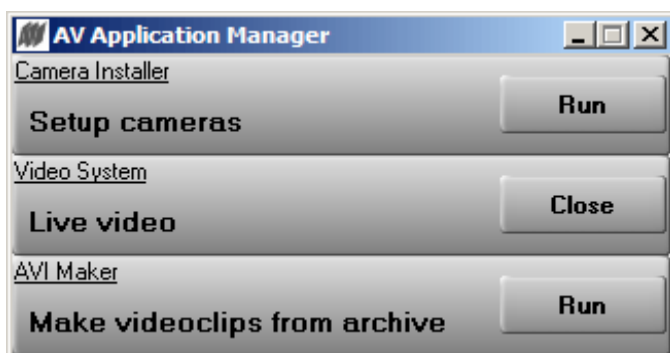 AV Application Manager
Camera Installer
Run
Setup cameras
Video System
Close
Live video
AVI Maker
Run
Make videoclips from archive